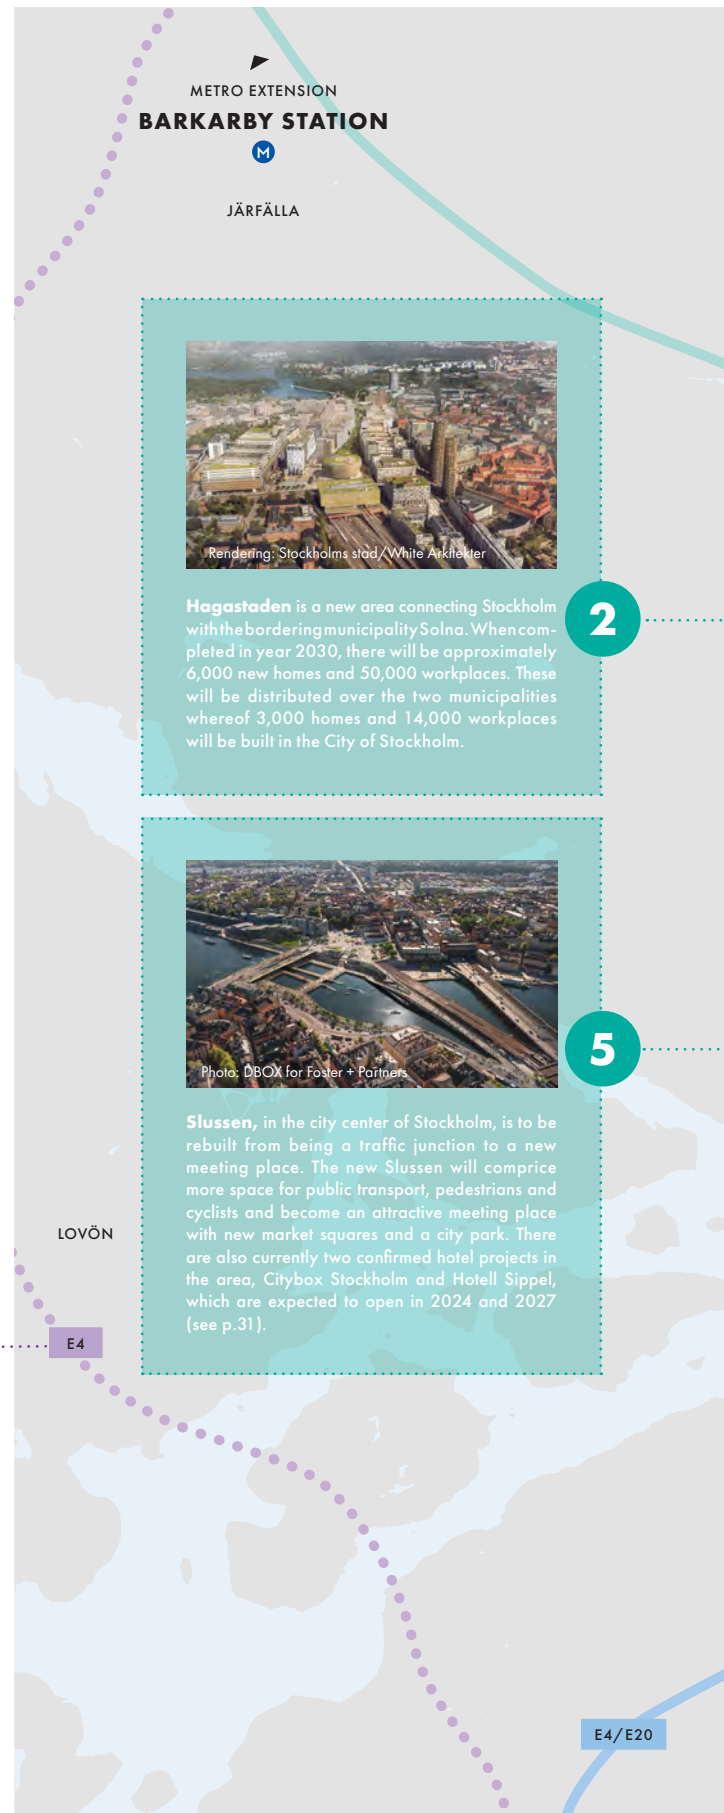 METRO EXTENSION
BARKARBY STATION
M
JÄRFÄLLA
Rendering: Stockholms stad/White Arkitekter
Hagastaden is a new area connecting Stockholm
with the bordering municipality Solna. When com-
pleted in year 2030, there will be approximately
6,000 new homes and 50,000 workplaces. These
will be distributed over the two municipalities
whereof 3,000 homes and 14,000 workplaces
will be built in the City of Stockholm.
2
Photo: DBOX for Foster + Partners
5
Slussen, in the city center of Stockholm, is to be
rebuilt from being a traffic junction to a new
meeting place. The new Slussen will comprice
more space for public transport, pedestrians and
cyclists and become an attractive meeting place
with new market squares and a city park. There
are also currently two confirmed hotel projects in
the area, Citybox Stockholm and Hotell Sippel,
which are expected to open in 2024 and 2027
(see p.31).
LOVÖN
E4
E4/E20